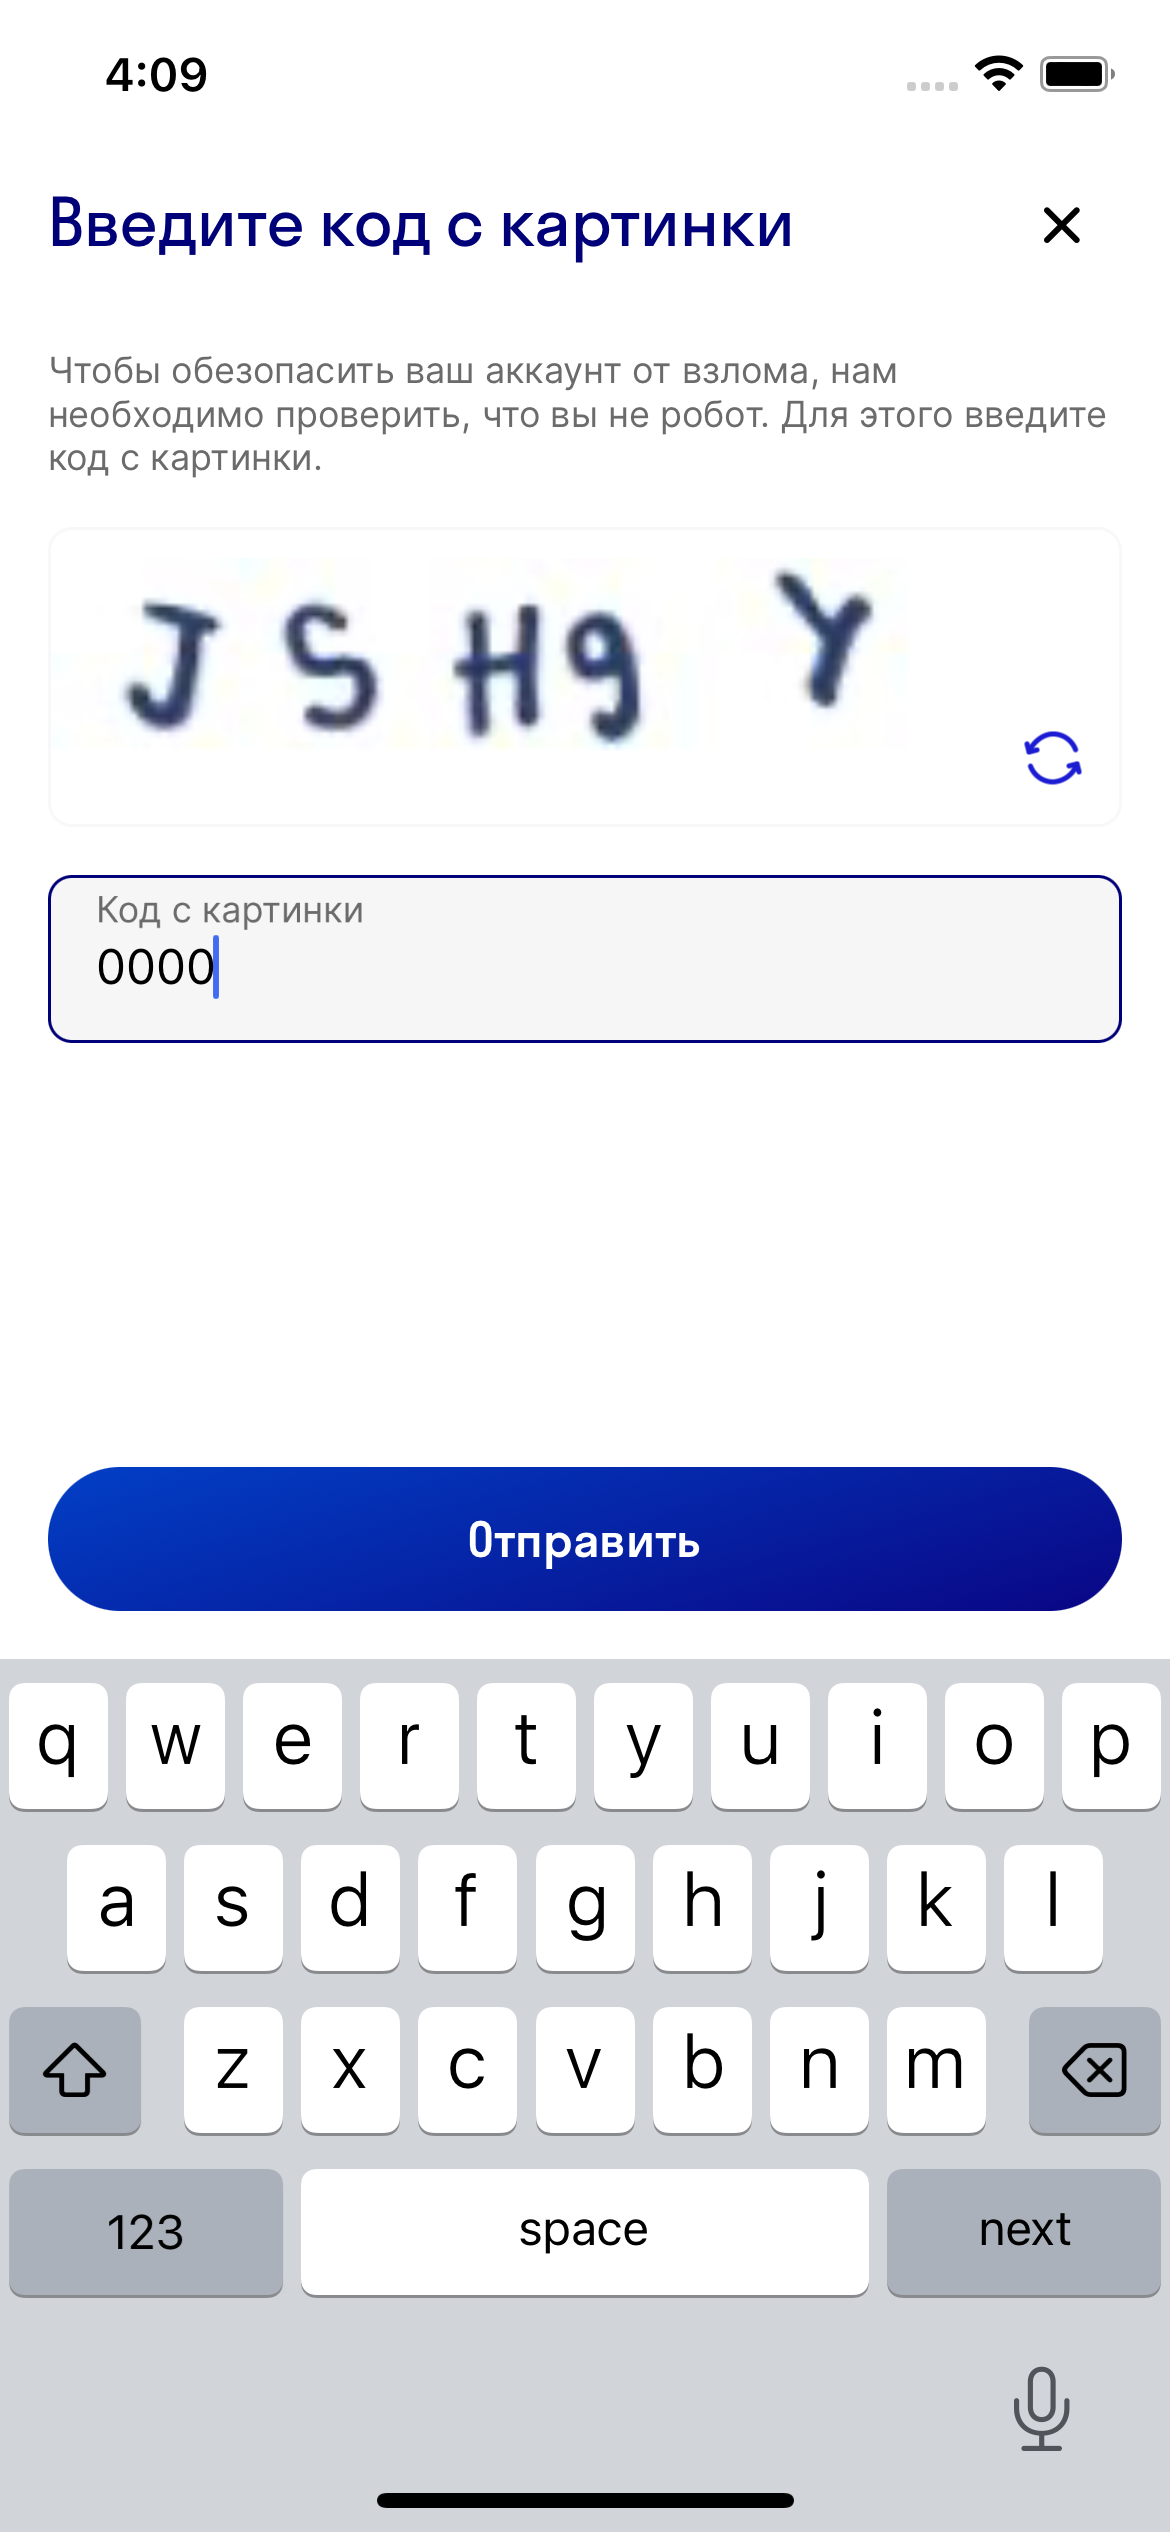 4:09
Введите код с картинки
Чтобы обезопасить ваш аккаунт от взлома, нам
необходимо проверить, что вы не робот. Для этого введите
код с картинки.
J S H 9 Y
Код с картинки
0000
Отправить
q w e r t y u i o p
a s d f g h j k l
z x c v b n m
123 space next